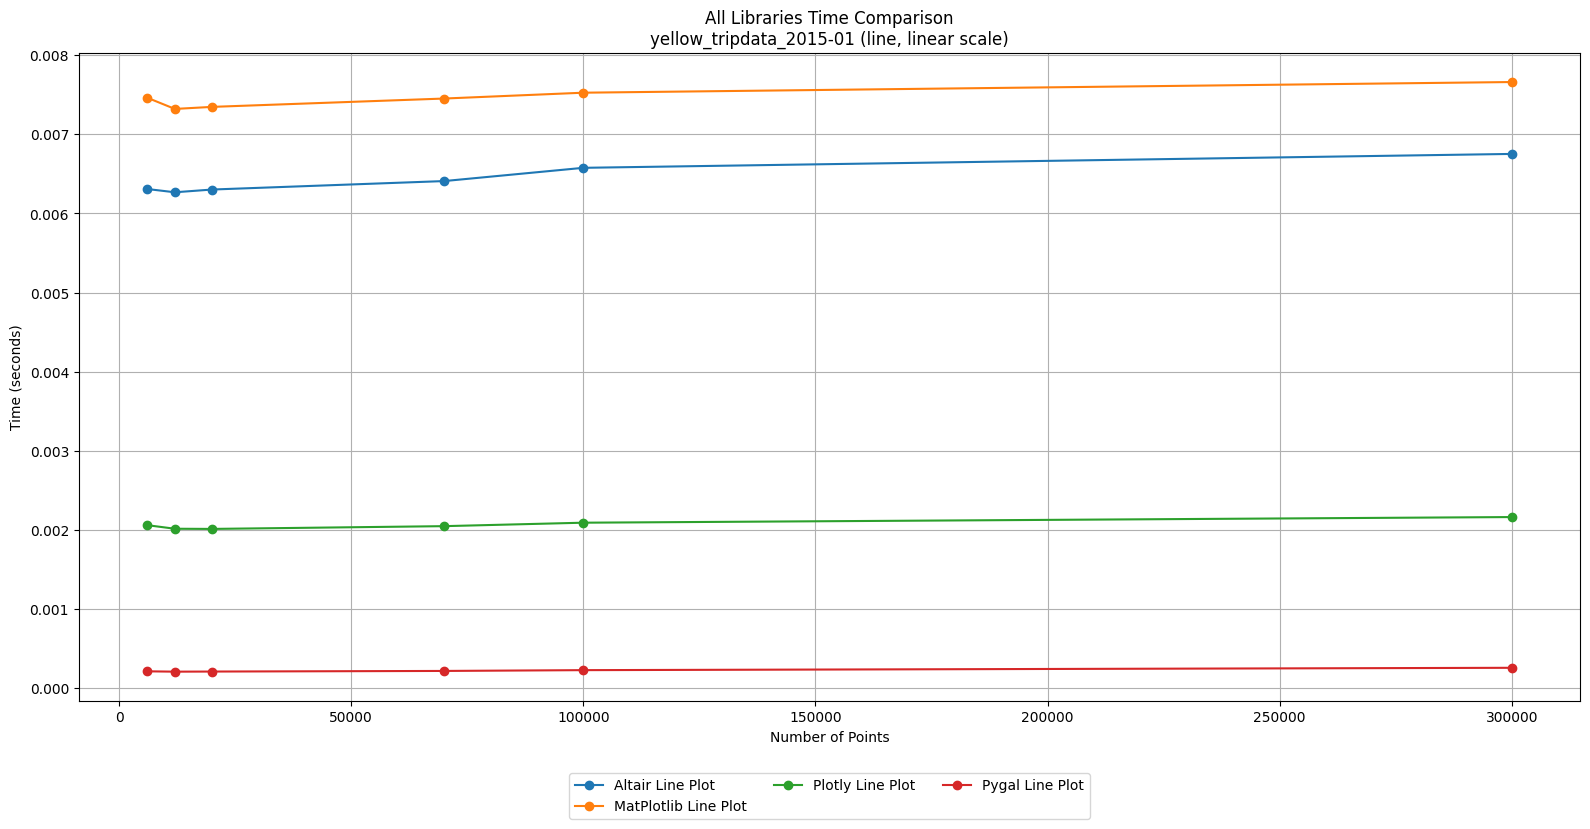 All Libraries Time Comparison
yellow_tripdata_2015-01 (line, linear scale)
0.008
0.007
0.006
0.005
0.004
0.003
0.002
0.001
0.000
Time (seconds)
0 50000 100000 150000 200000 250000 300000
Number of Points
Altair Line Plot Plotly Line Plot Pygal Line Plot
MatPlotlib Line Plot